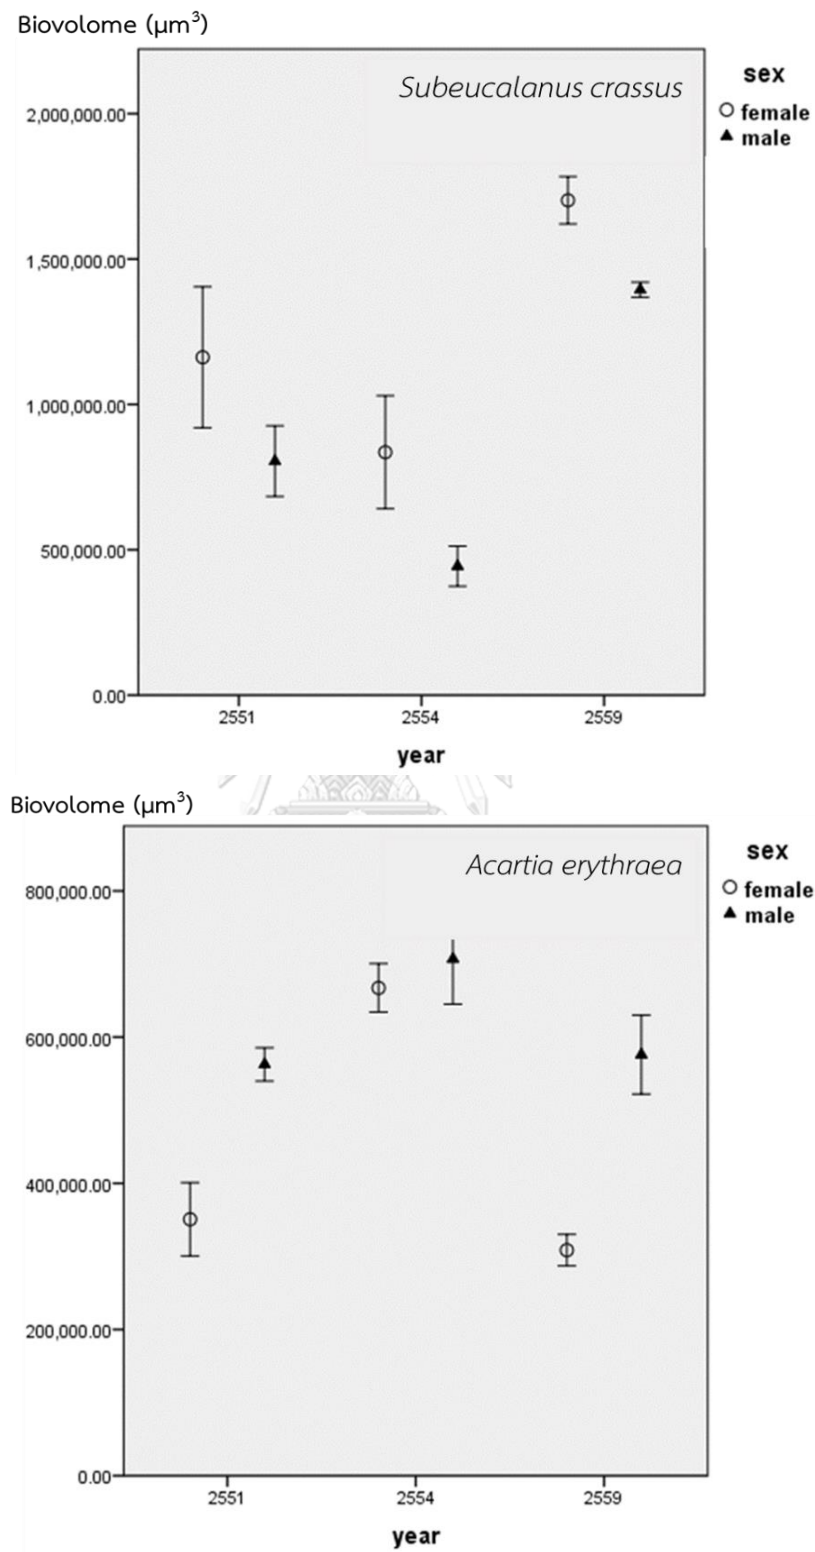 Biovolome (µm³)
Subeucalanus crassus
sex
female
male
2,000,000.00
1,500,000.00
1,000,000.00
500,000.00
0.00
2551 2554 2559
year
Biovolome (µm³)
Acartia erythraea
sex
female
male
800,000.00
600,000.00
400,000.00
200,000.00
0.00
2551 2554 2559
year